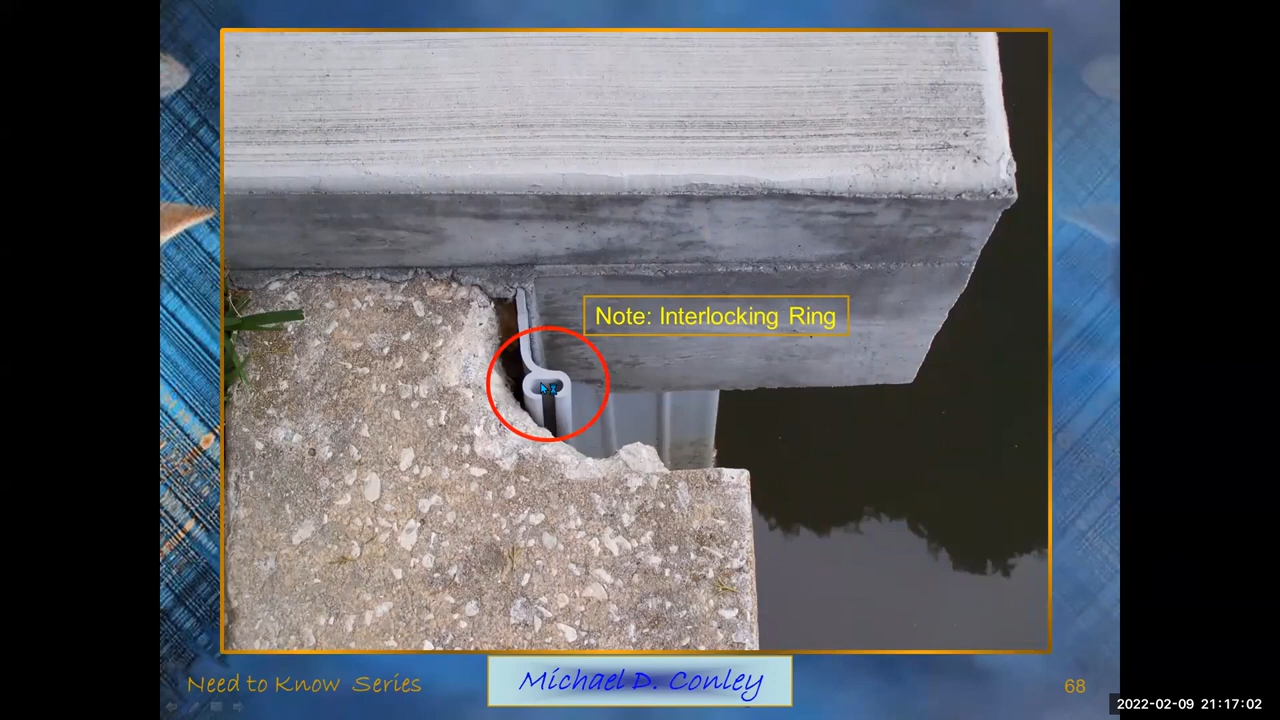 Note: Interlocking Ring
Need to Know Series
Michael D. Conley
68
2022-02-09 21:17:02